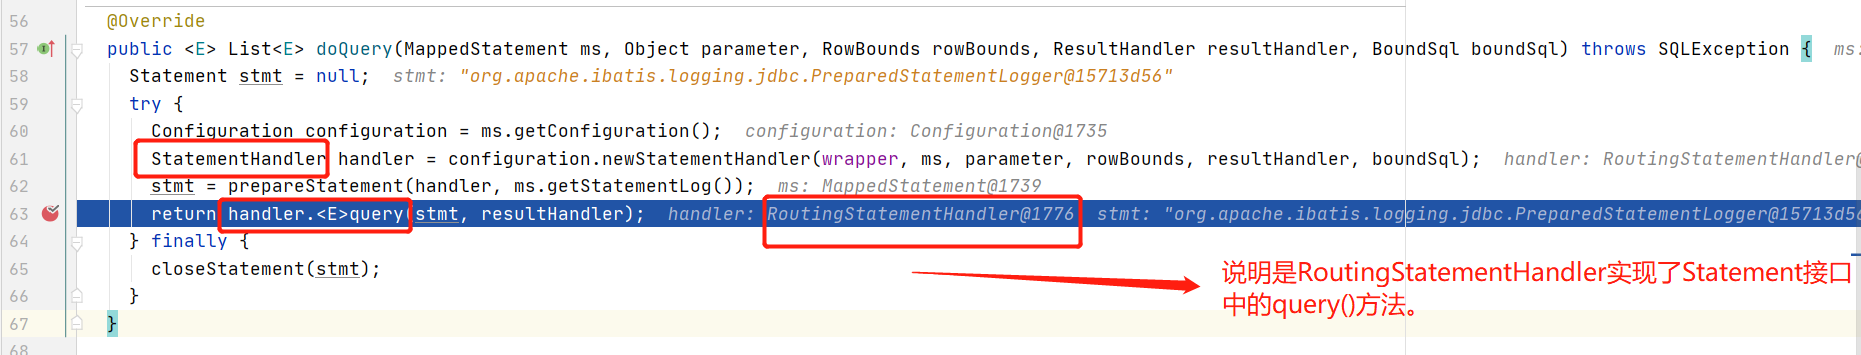 56 @Override
57 public <E> List<E> doQuery(MappedStatement ms, Object parameter, RowBounds rowBounds, ResultHandler resultHandler, BoundSql boundSql) throws SQLException { ms:
58 Statement stmt = null; stmt: "org.apache.ibatis.logging.jdbc.PreparedStatementLogger@15713d56"
59 try {
60 Configuration configuration = ms.getConfiguration(); configuration: Configuration@1735
61 StatementHandler handler = configuration.newStatementHandler(wrapper, ms, parameter, rowBounds, resultHandler, boundSql); handler: RoutingStatementHandler@
62 stmt = prepareStatement(handler, ms.getStatementLog()); ms: MappedStatement@1739
63 return handler.<E>query(stmt, resultHandler); handler: RoutingStatementHandler@1776 stmt: "org.apache.ibatis.logging.jdbc.PreparedStatementLogger@15713d56
64 } finally {
65 closeStatement(stmt);
说明是RoutingStatementHandler实现了Statement接口
中的query()方法。
66 }
67 }
68